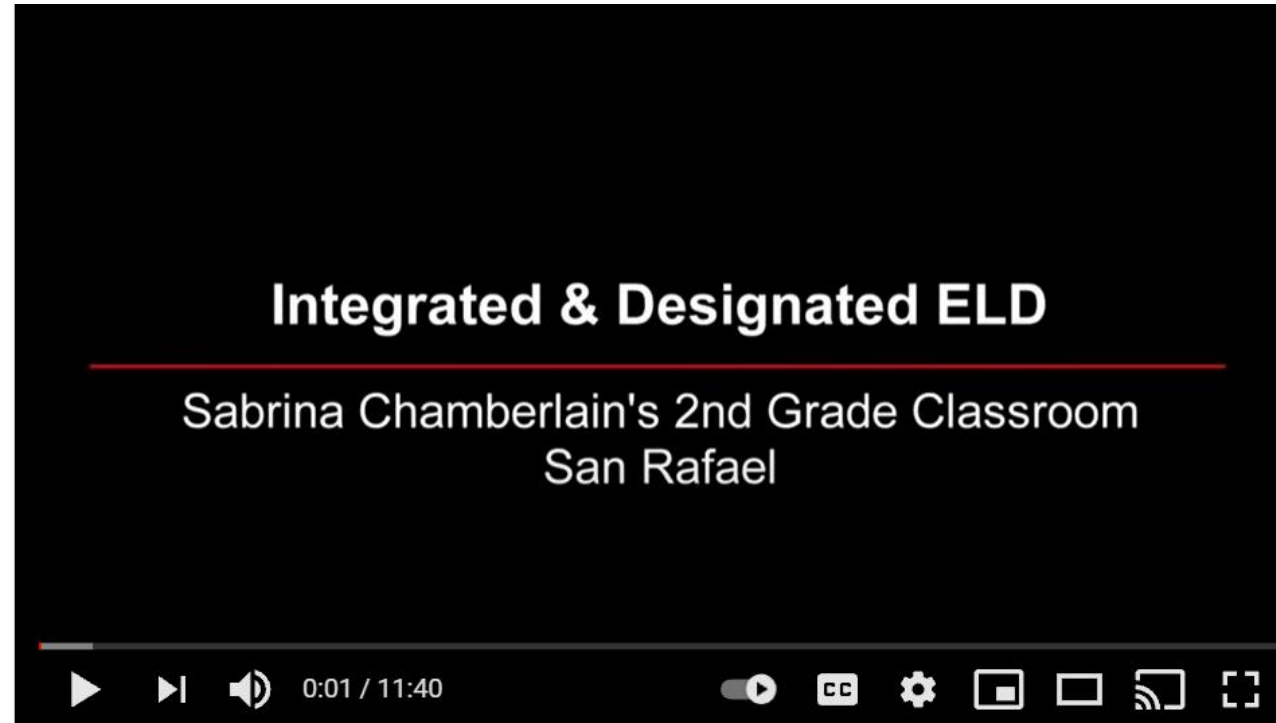 Integrated & Designated ELD
Sabrina Chamberlain's 2nd Grade Classroom
San Rafael
0:01 / 11:40
CC